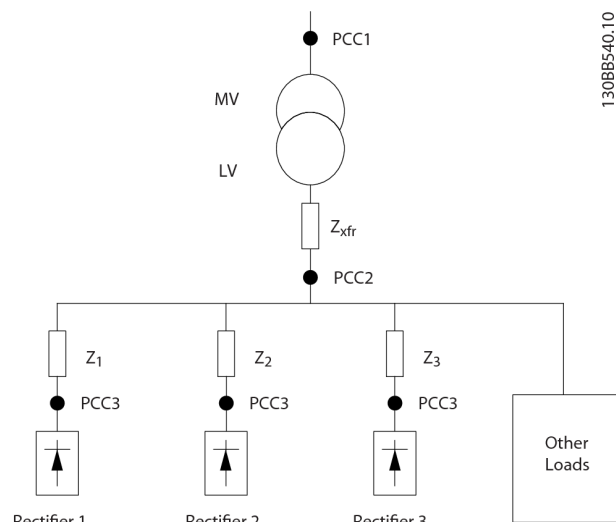 PCC1
130BB540.10
MV
LV
Zxfr
PCC2
Z1
Z2
Z3
PCC3
PCC3
PCC3
Other
Loads
Rectifier 1
Rectifier 2
Rectifier 3